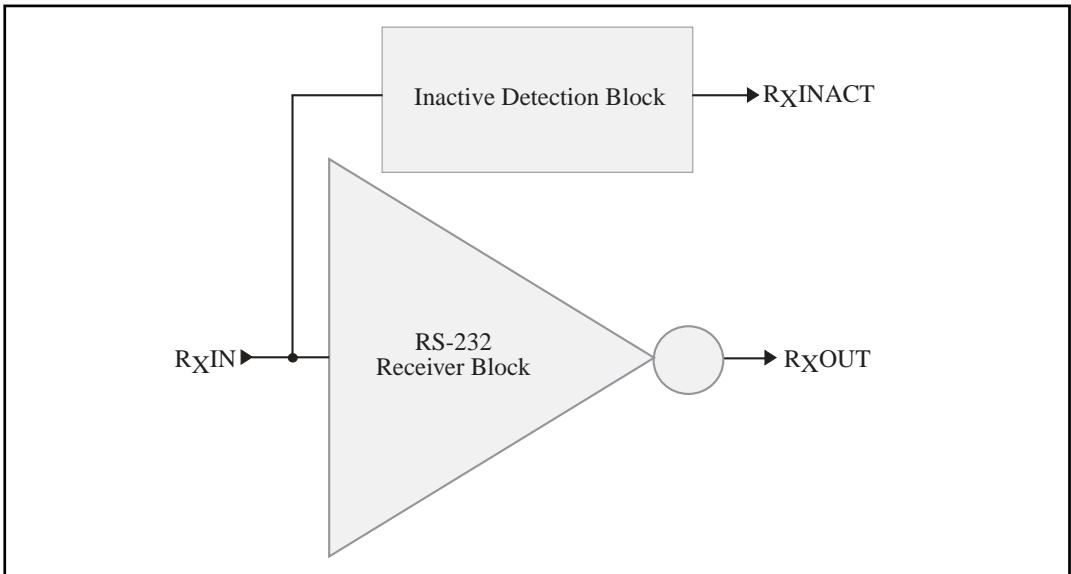 Inactive Detection Block
RXINACT
RS-232
Receiver Block
RXIN
RXOUT